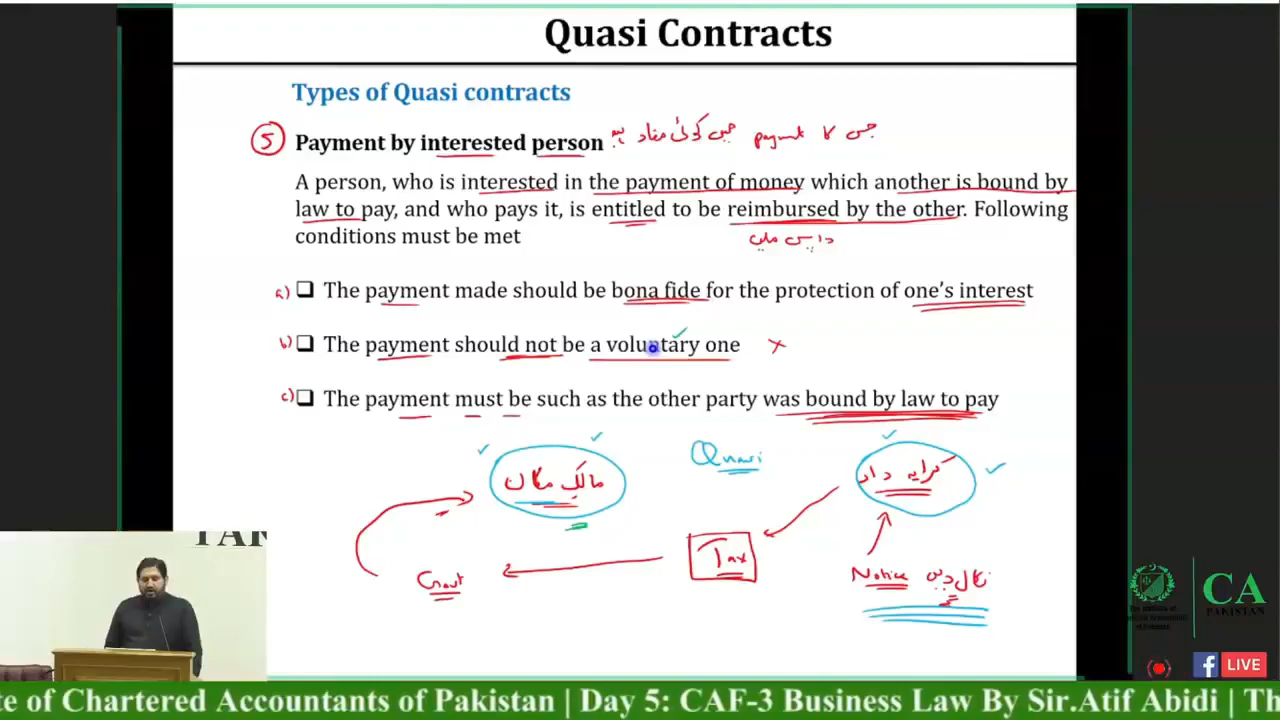 Quasi Contracts
Types of Quasi contracts
5 Payment by interested person جس کا payment میں کوئی مفاد ہے
A person, who is interested in the payment of money which another is bound by
law to pay, and who pays it, is entitled to be reimbursed by the other. Following
conditions must be met
واپس ملیں
a) The payment made should be bona fide for the protection of one's interest
b) The payment should not be a voluntary one
c) The payment must be such as the other party was bound by law to pay
مالک مکان Quasi کرایہ دار
Govt Tax Notice نکال دیں
TAN
CA
PAKISTAN
LIVE
te of Chartered Accountants of Pakistan | Day 5: CAF-3 Business Law By Sir.Atif Abidi | Th